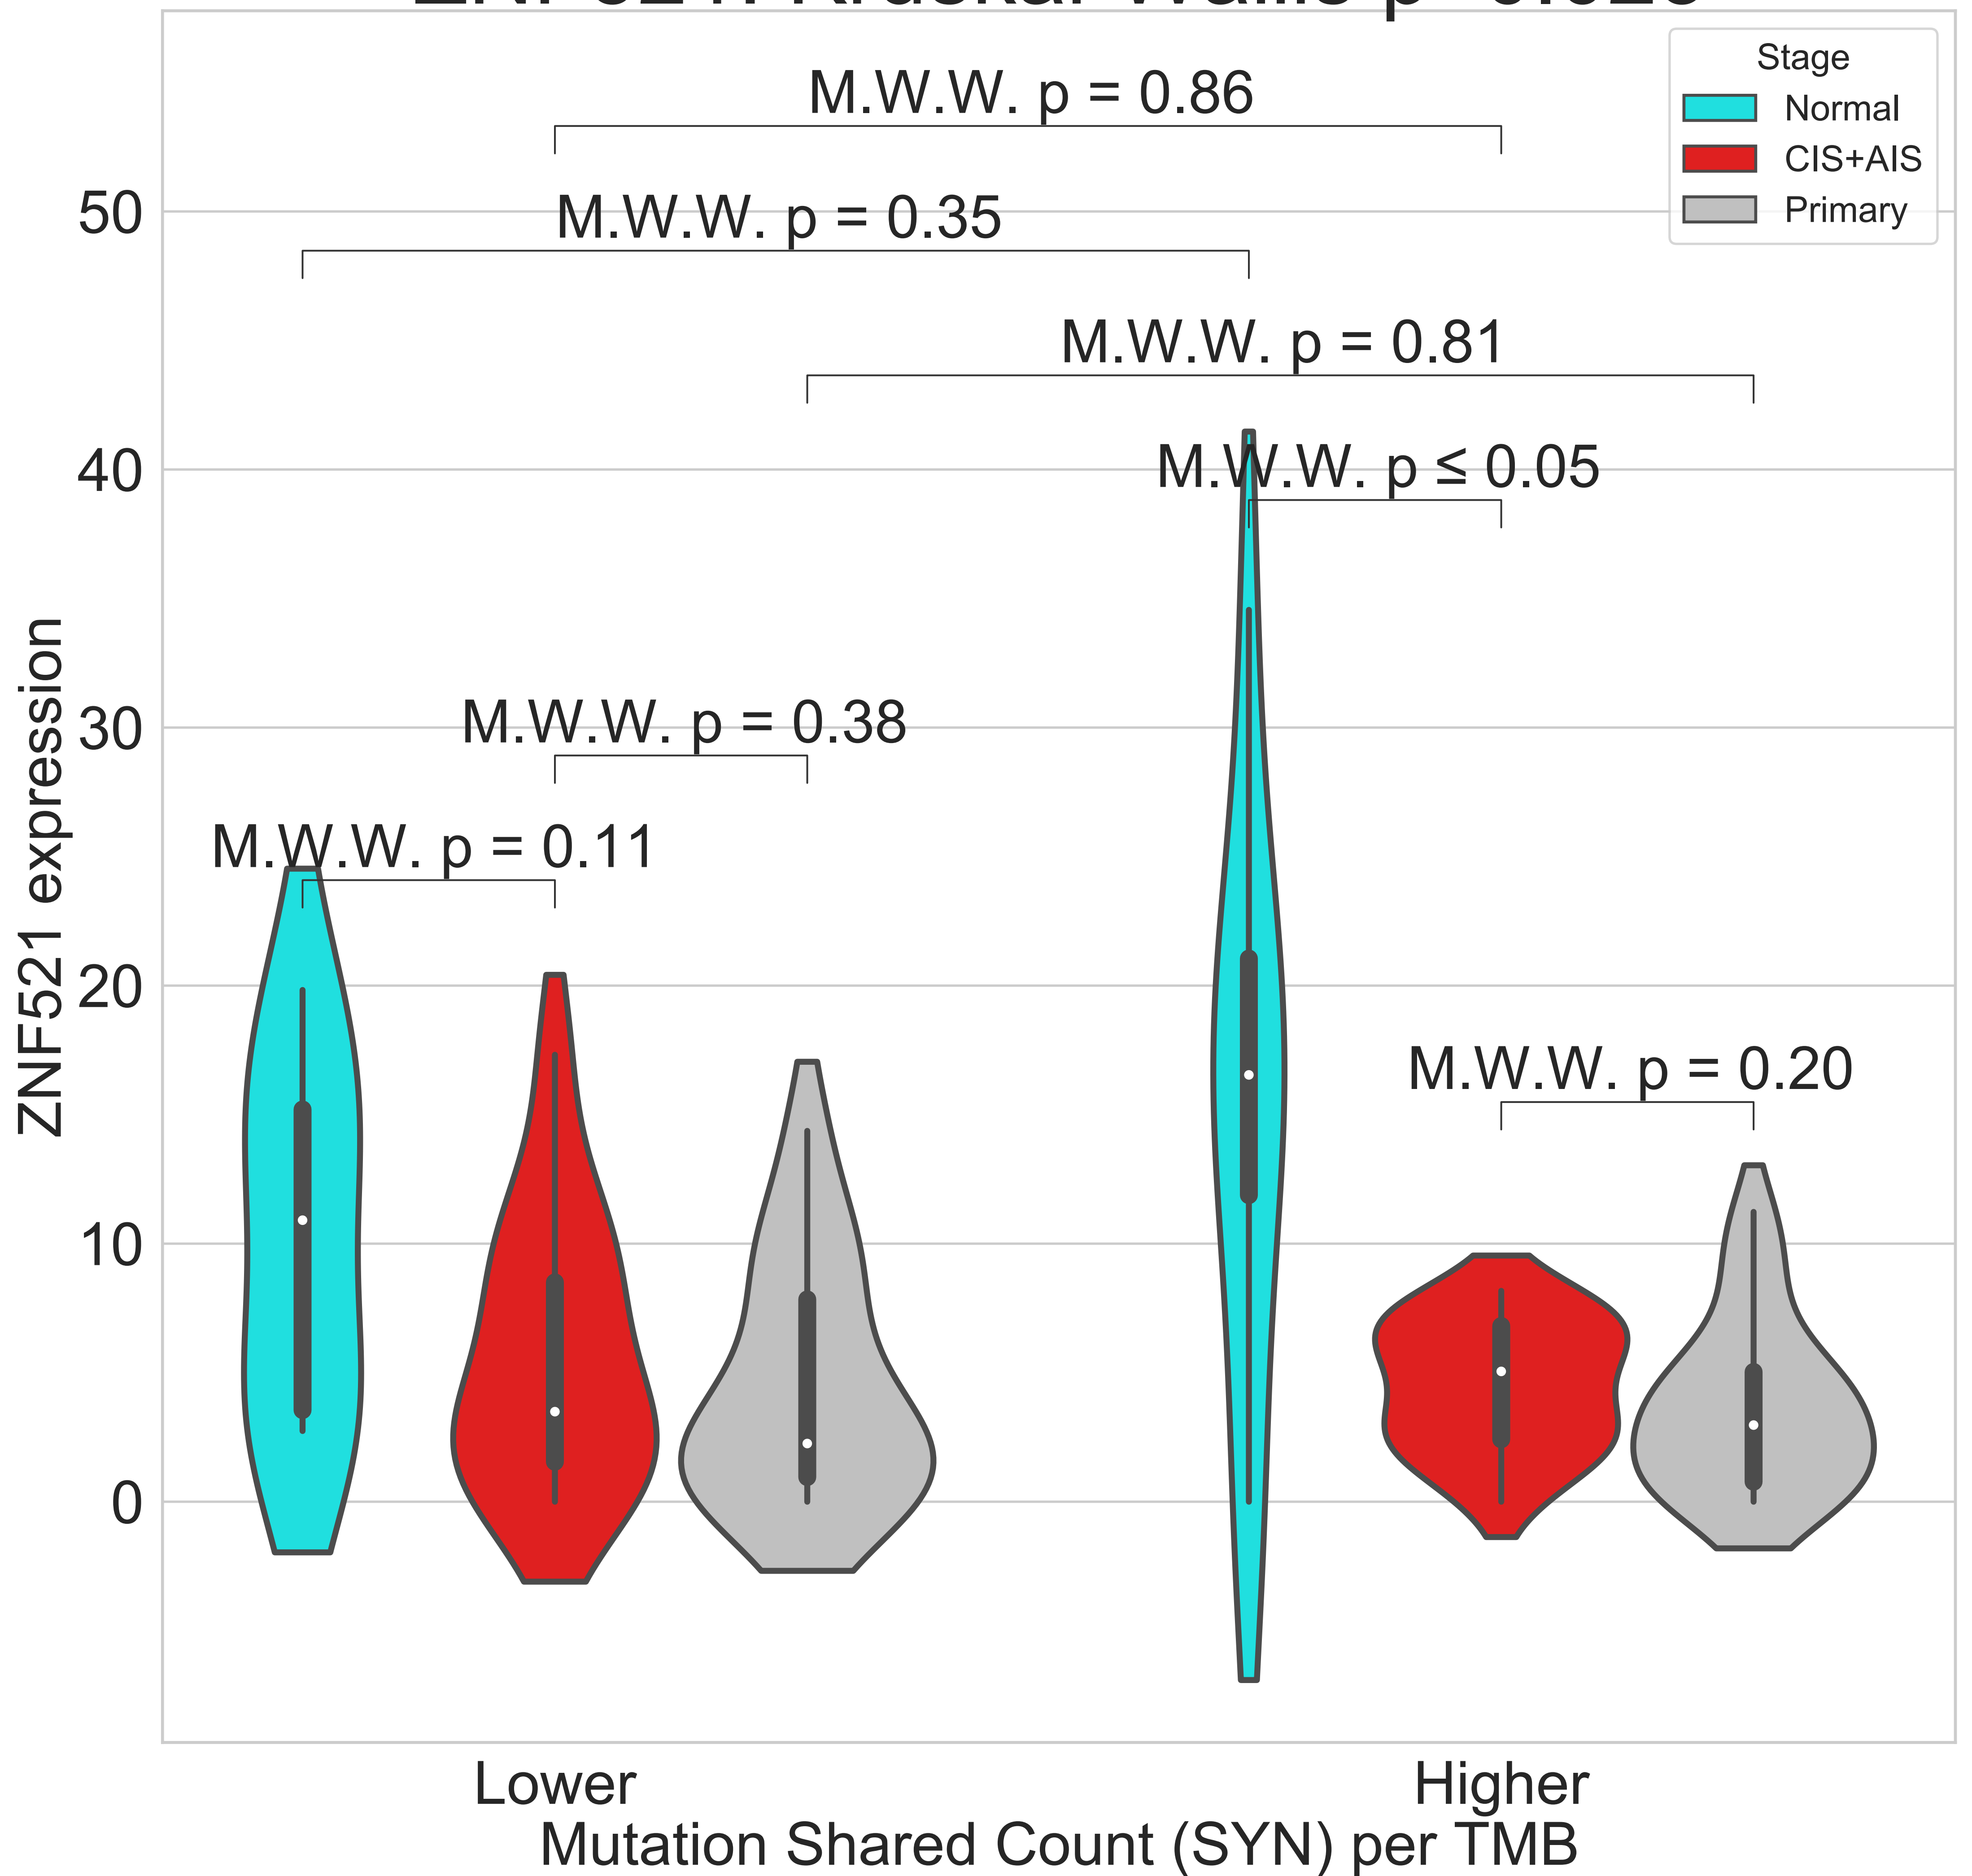 Stage
Normal
CIS+AIS
Primary
M.W.W. p = 0.86
M.W.W. p = 0.35
M.W.W. p = 0.81
M.W.W. p ≤ 0.05
M.W.W. p = 0.38
M.W.W. p = 0.11
M.W.W. p = 0.20
ZNF521 expression
50
40
30
20
10
0
Lower
Higher
Mutation Shared Count (SYN) per TMB